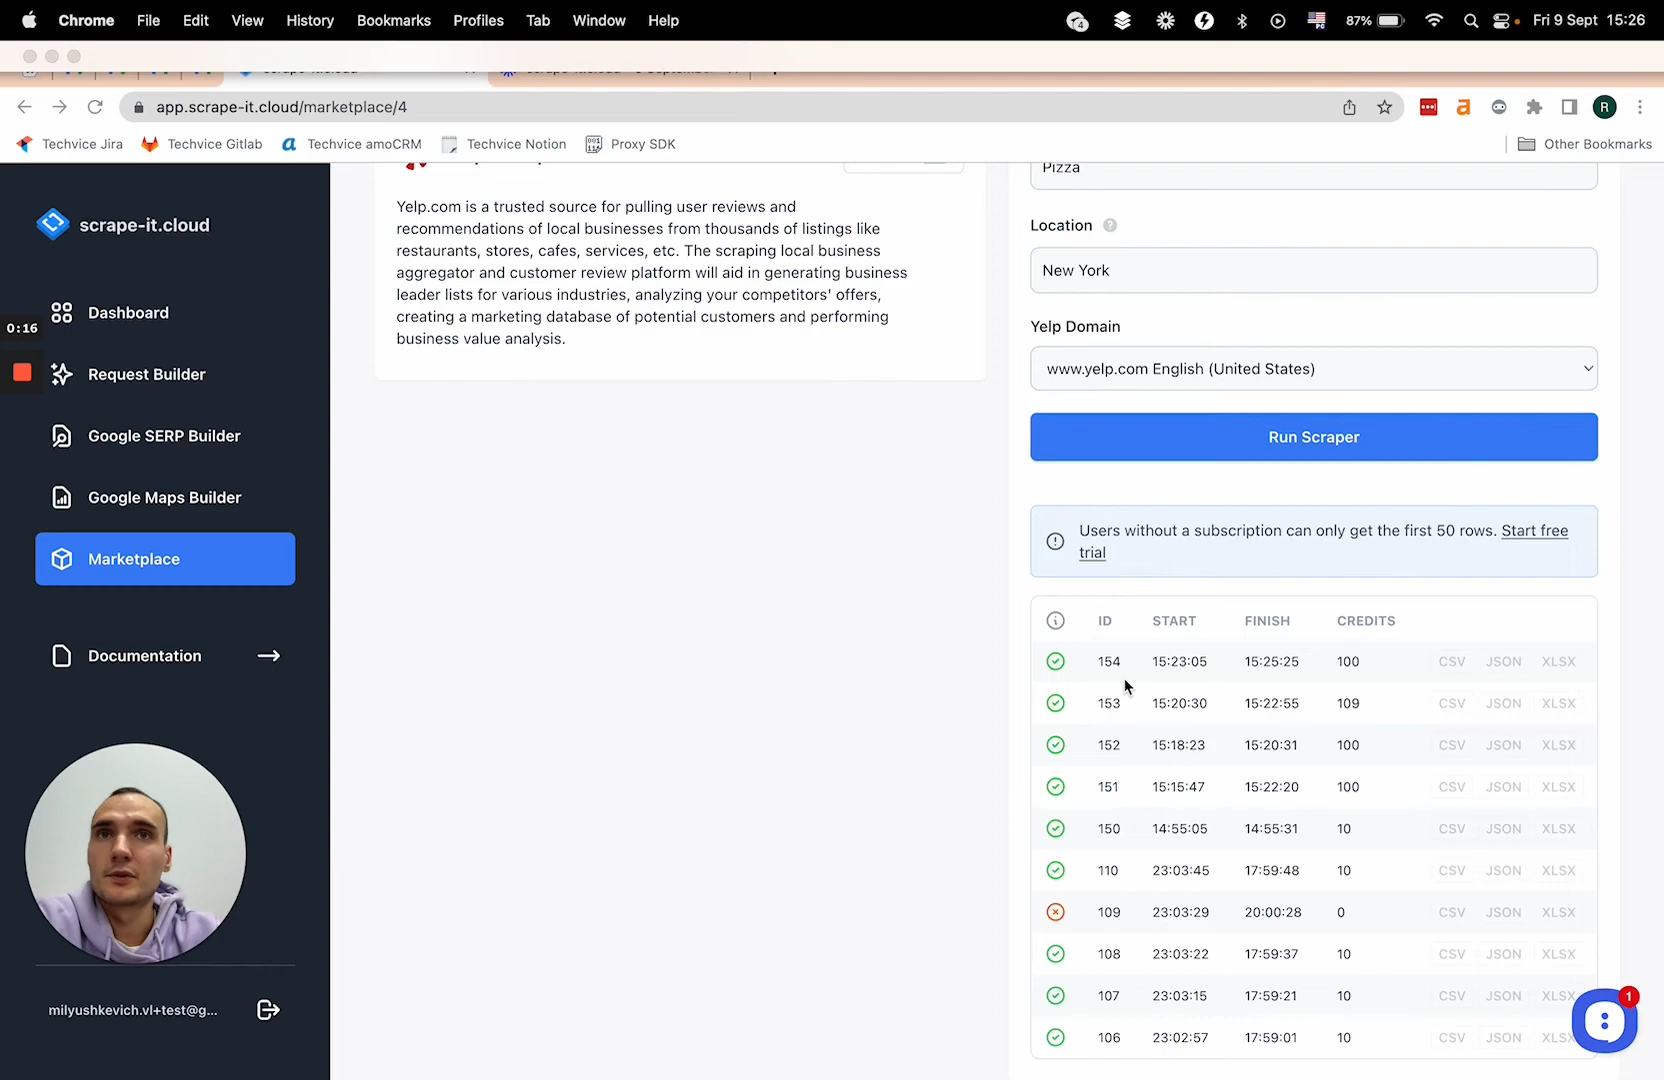 Chrome File Edit View History Bookmarks Profiles Tab Window Help
4
87%
Fri 9 Sept 15:26
app.scrape-it.cloud/marketplace/4
a
R
Techvice Jira
Techvice Gitlab
a Techvice amoCRM
Techvice Notion
Proxy SDK
Other Bookmarks
scrape-it.cloud
Dashboard
0:16
Request Builder
Google SERP Builder
Google Maps Builder
Marketplace
Documentation
milyushkevich.vl+test@g...
Yelp.com is a trusted source for pulling user reviews and
recommendations of local businesses from thousands of listings like
restaurants, stores, cafes, services, etc. The scraping local business
aggregator and customer review platform will aid in generating business
leader lists for various industries, analyzing your competitors' offers,
creating a marketing database of potential customers and performing
business value analysis.
Pizza
Location ?
New York
Yelp Domain
www.yelp.com English (United States)
Run Scraper
Users without a subscription can only get the first 50 rows. Start free
trial
ID START FINISH CREDITS
154 15:23:05 15:25:25 100 CSV JSON XLSX
153 15:20:30 15:22:55 109 CSV JSON XLSX
152 15:18:23 15:20:31 100 CSV JSON XLSX
151 15:15:47 15:22:20 100 CSV JSON XLSX
150 14:55:05 14:55:31 10 CSV JSON XLSX
110 23:03:45 17:59:48 10 CSV JSON XLSX
109 23:03:29 20:00:28 0 CSV JSON XLSX
108 23:03:22 17:59:37 10 CSV JSON XLSX
107 23:03:15 17:59:21 10 CSV JSON XLSX
106 23:02:57 17:59:01 10 CSV JSON XLSX
1